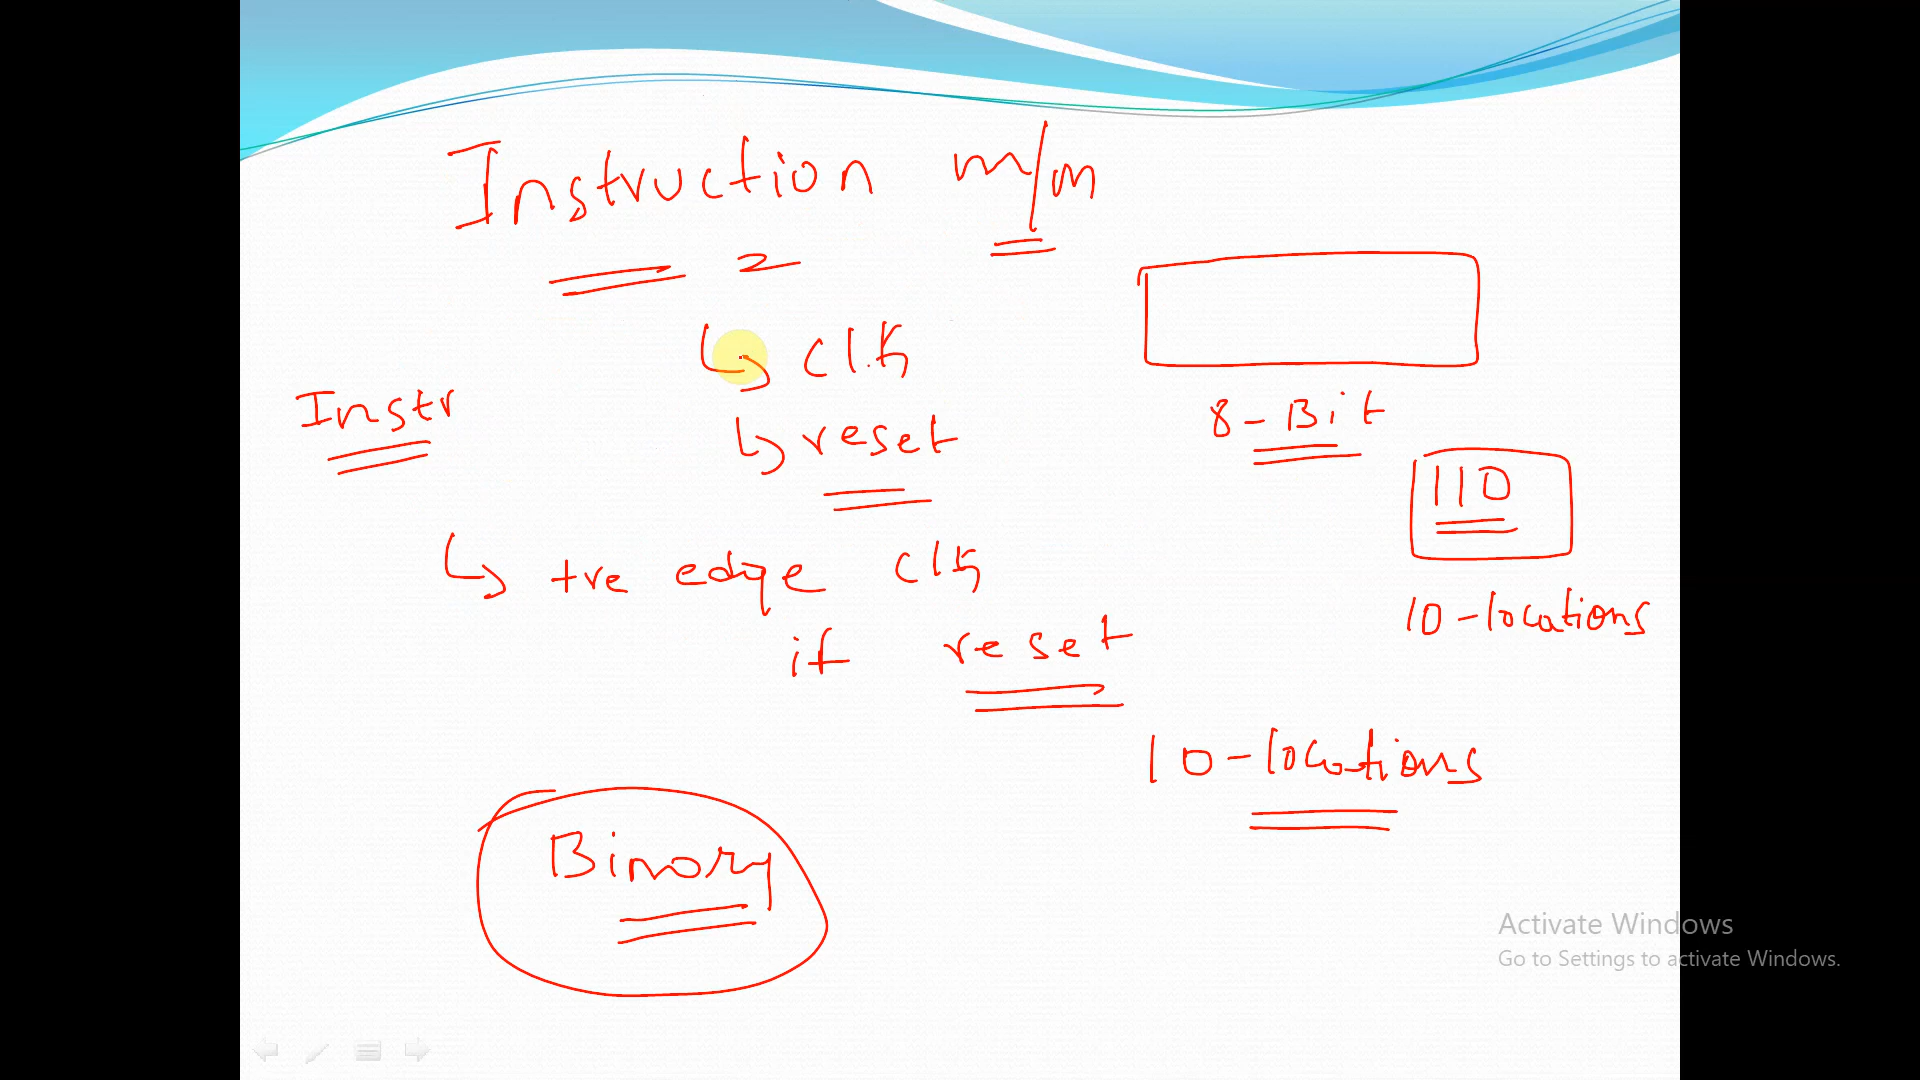 Instruction m/m
2
clk
Instr
reset
8-Bit
110
+ve edge clk
10-locations
if reset
10-locations
Binary
Activate Windows
Go to Settings to activate Windows.